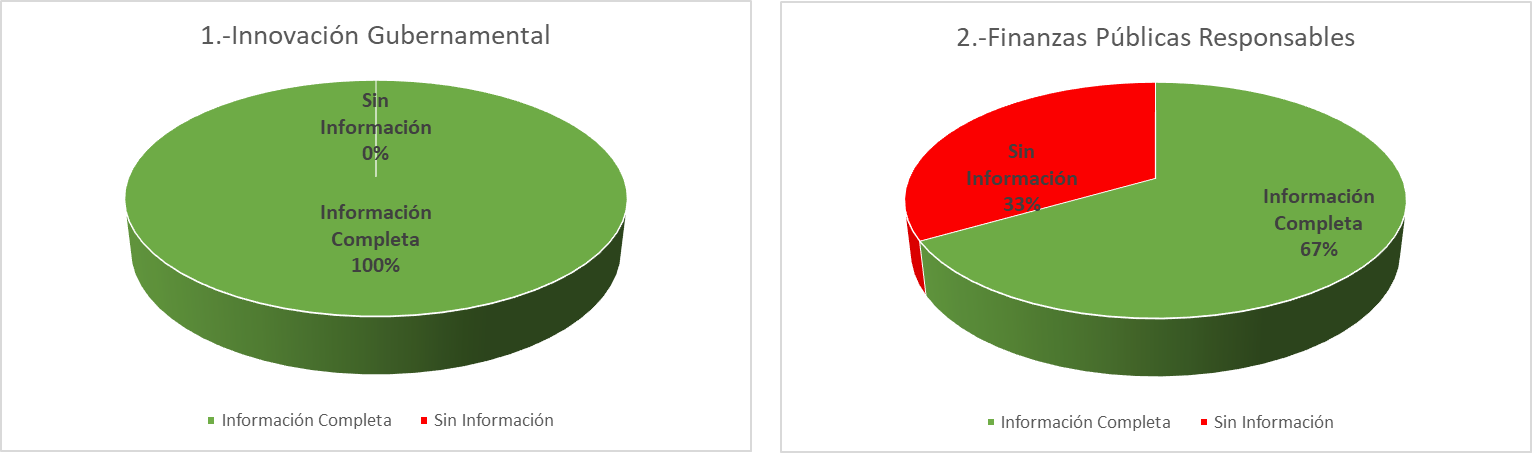 1.-Innovación Gubernamental
Sin
Información
0%
Información
Completa
100%
Información Completa
Sin Información
2.-Finanzas Públicas Responsables
Sin
Información
33%
Información
Completa
67%
Información Completa
Sin Información